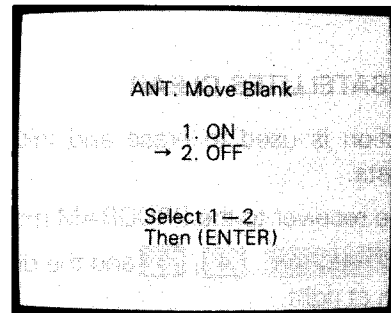 ANT. Move Blank
1. ON
→ 2. OFF
Select 1—2
Then (ENTER)